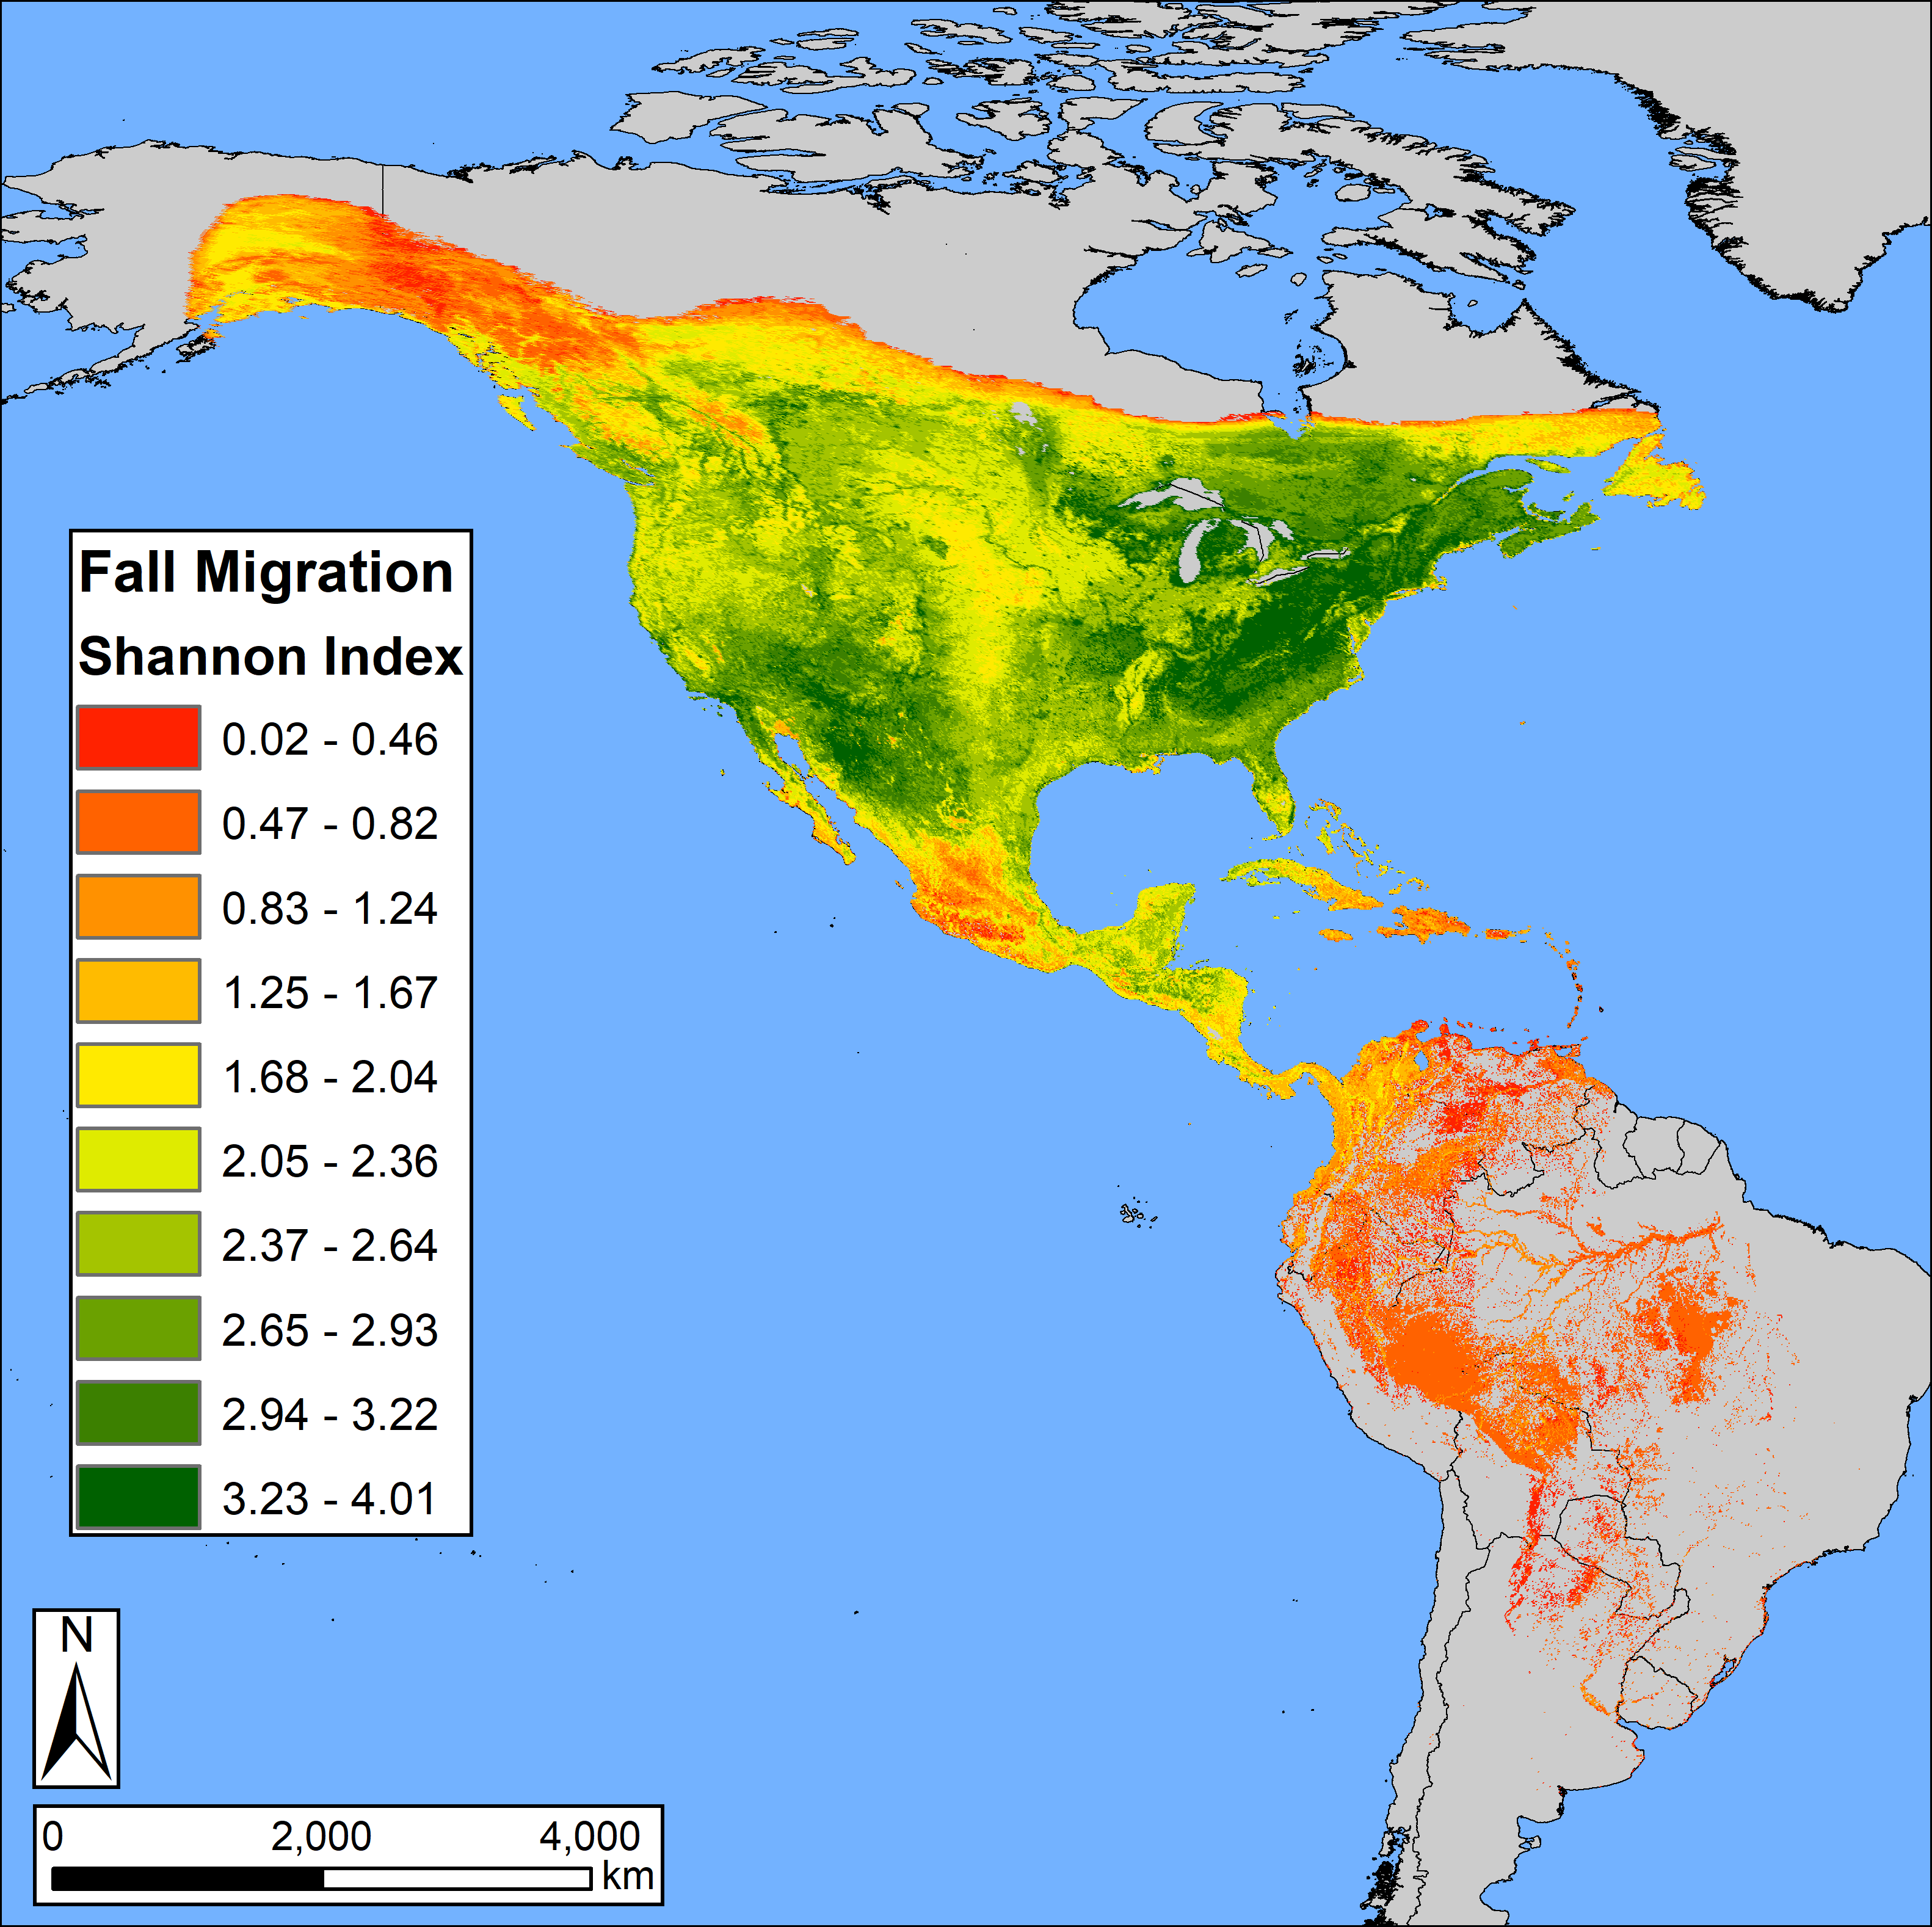 Fall Migration
Shannon Index
0.02 - 0.46
0.47 - 0.82
0.83 - 1.24
1.25 - 1.67
1.68 - 2.04
2.05 - 2.36
2.37 - 2.64
2.65 - 2.93
2.94 - 3.22
3.23 - 4.01
N
0 2,000 4,000
km